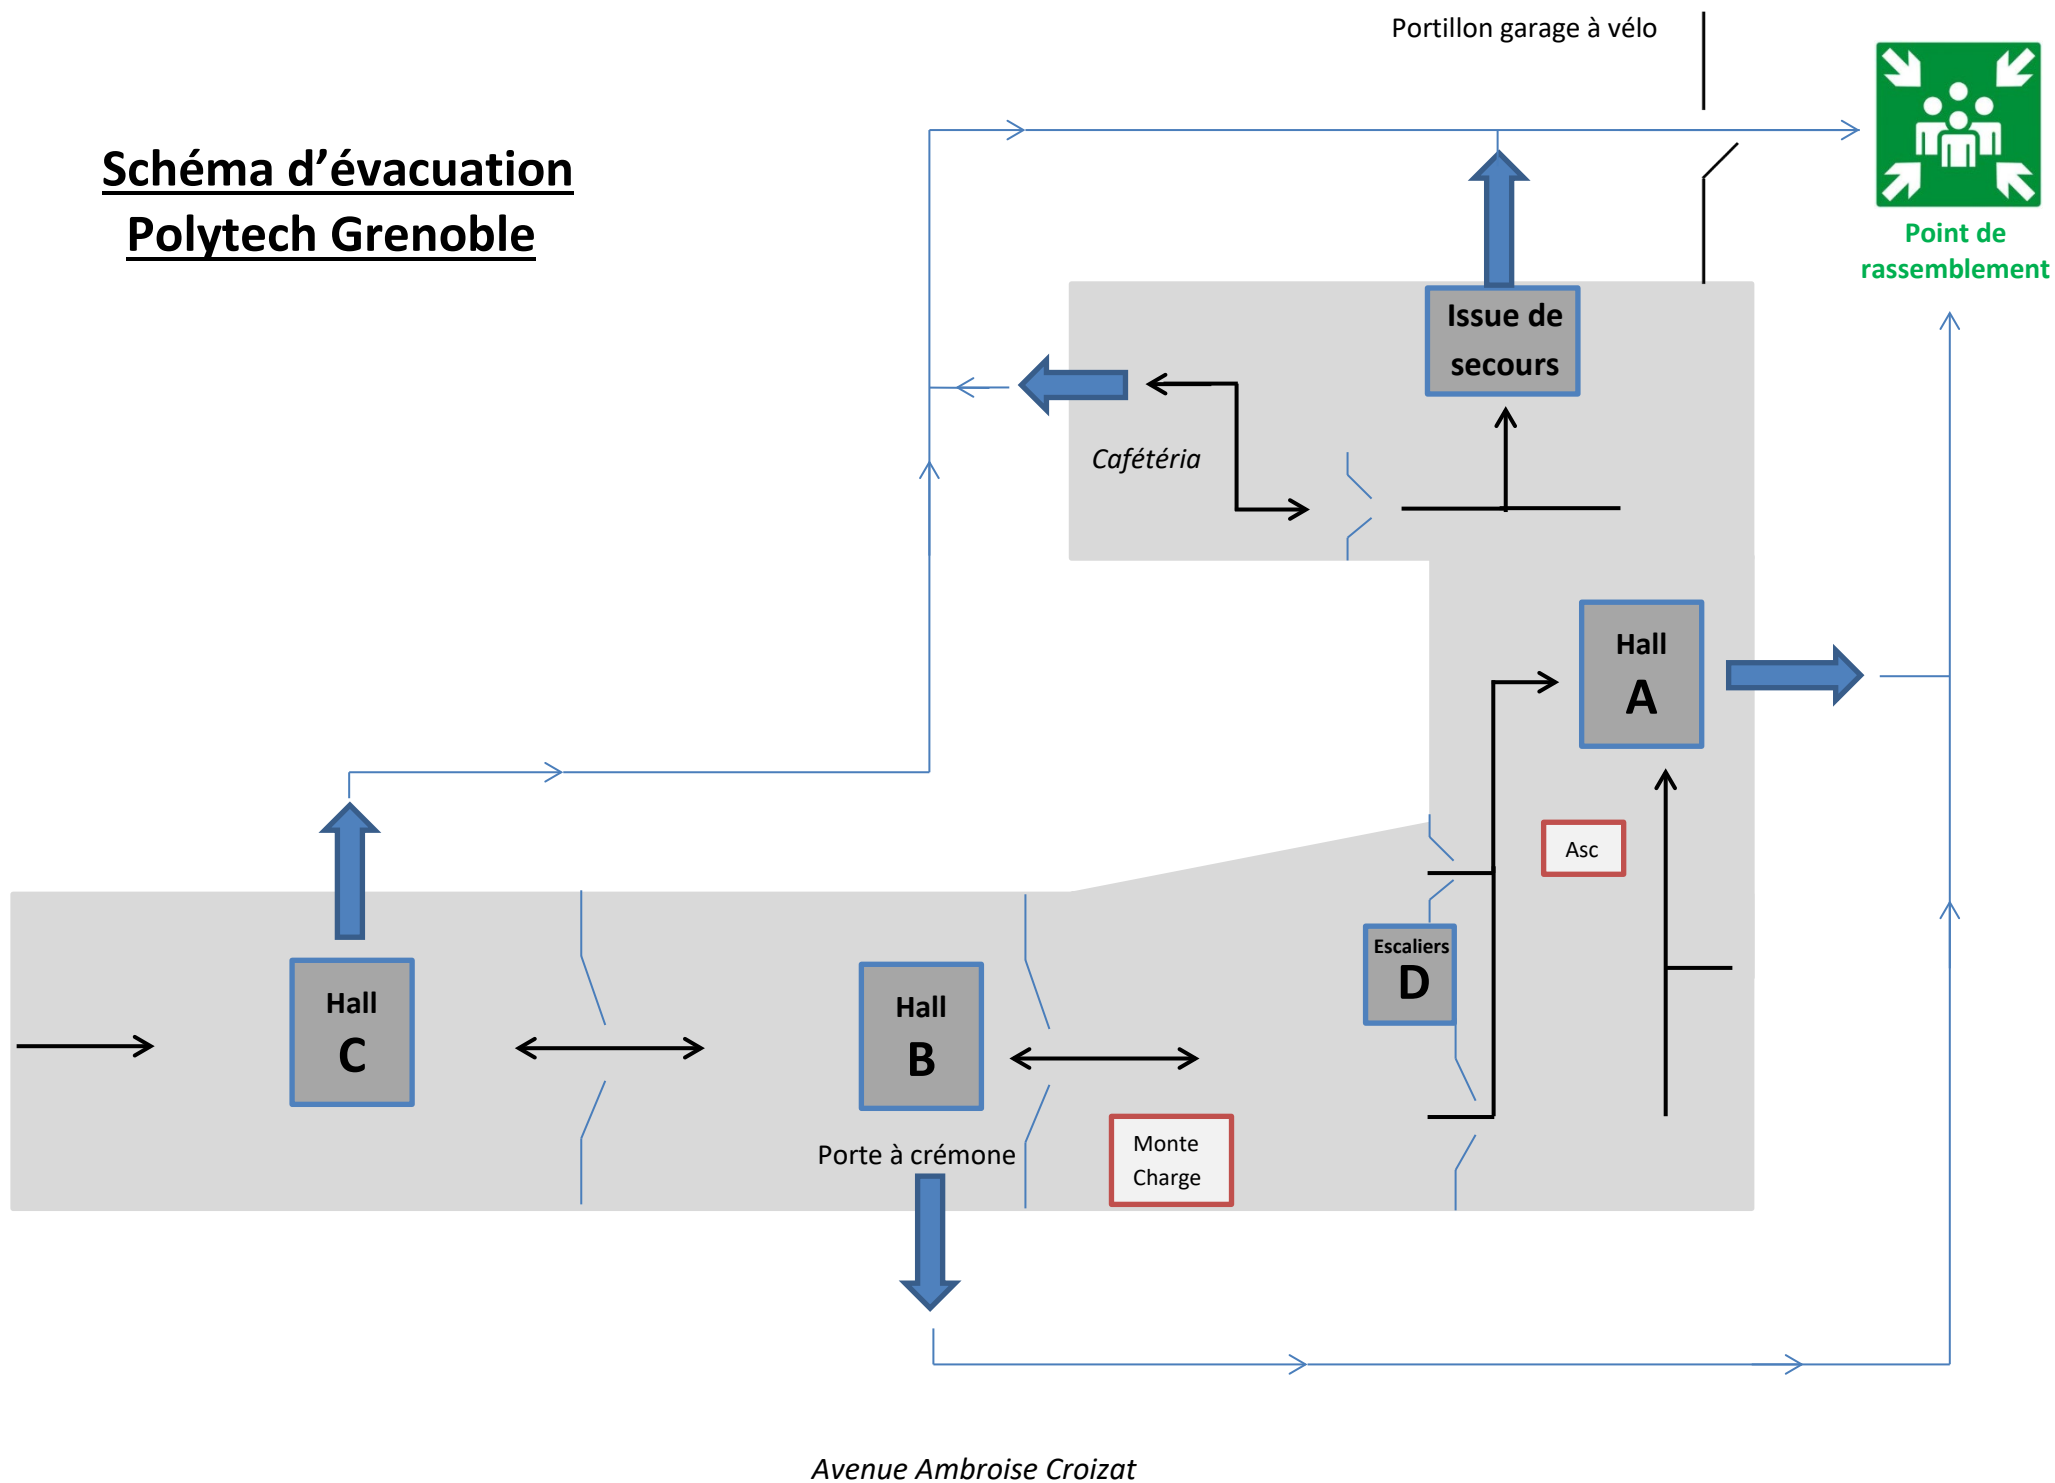 Portillon garage à vélo
Schéma d’évacuation
Polytech Grenoble
Point de
rassemblement
Issue de
secours
Cafétéria
Hall
A
Asc
Escaliers
D
Hall
C
Hall
B
Porte à crémone
Monte
Charge
Avenue Ambroise Croizat